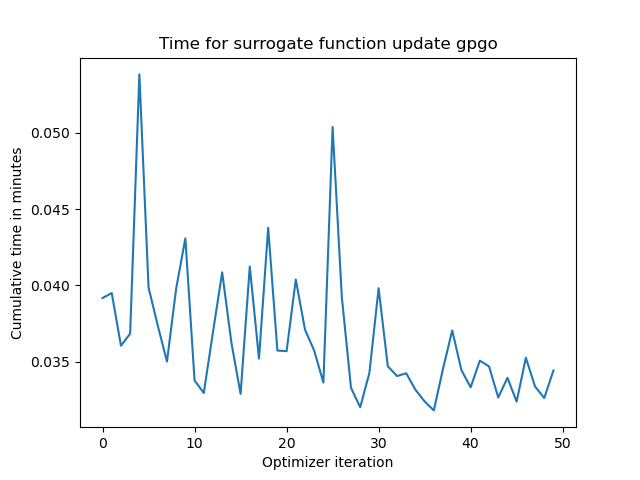 Time for surrogate function update gpgo
Cumulative time in minutes
0.050
0.045
0.040
0.035
0 10 20 30 40 50
Optimizer iteration